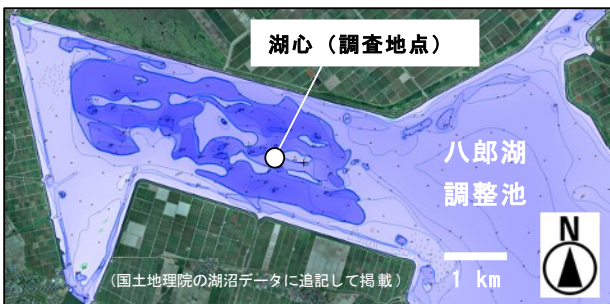 湖心（調査地点）
八郎湖
調整池
N
（国土地理院の湖沼データに追記して掲載）
1 km